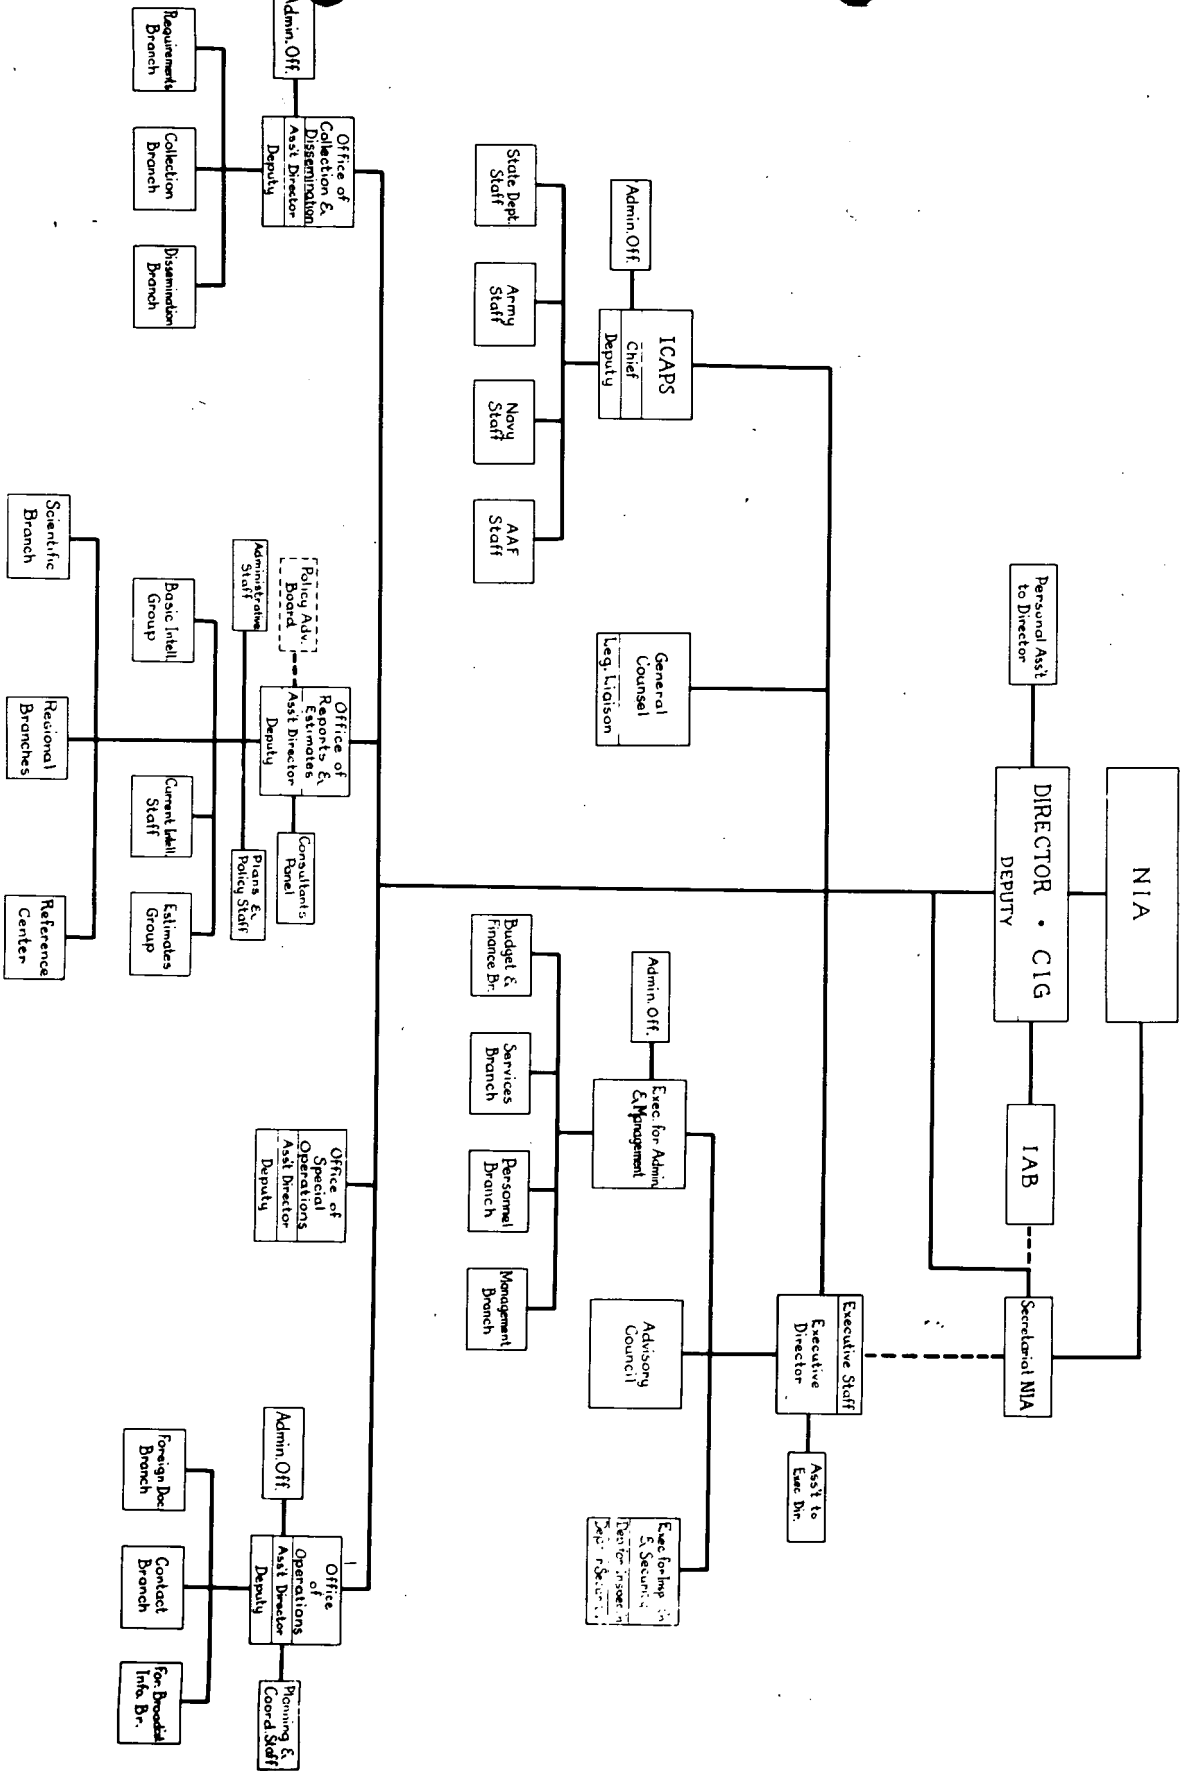 NIA
Personal Ass't
to Director
DIRECTOR • CIG
DEPUTY
IAB
Secretariat NIA
Executive Staff
Executive
Director
Ass't to
Exec Dir.
ICAPS
Chief
Deputy
Admin. Off.
State Dept.
Staff
Army
Staff
Navy
Staff
AAF
Staff
General
Counsel
Leg. Liaison
Exec. for Admin
& Management
Admin. Off.
Budget &
Finance Br.
Services
Branch
Personnel
Branch
Management
Branch
Advisory
Council
Exec for Insp
& Security
Office of
Collection &
Dissemination
Ass't Director
Deputy
Admin. Off.
Requirements
Branch
Collection
Branch
Dissemination
Branch
Office of
Reports &
Estimates
Ass't Director
Deputy
Policy Adv.
Board
Consultants
Panel
Administrative
Staff
Plans &
Policy Staff
Basic Intell.
Group
Current Intell.
Staff
Estimates
Group
Scientific
Branch
Regional
Branches
Reference
Center
Office of
Special
Operations
Ass't Director
Deputy
Office
of
Operations
Ass't Director
Deputy
Admin. Off.
Planning &
Coord. Staff
Foreign Doc.
Branch
Contact
Branch
For. Broadcast
Info. Br.